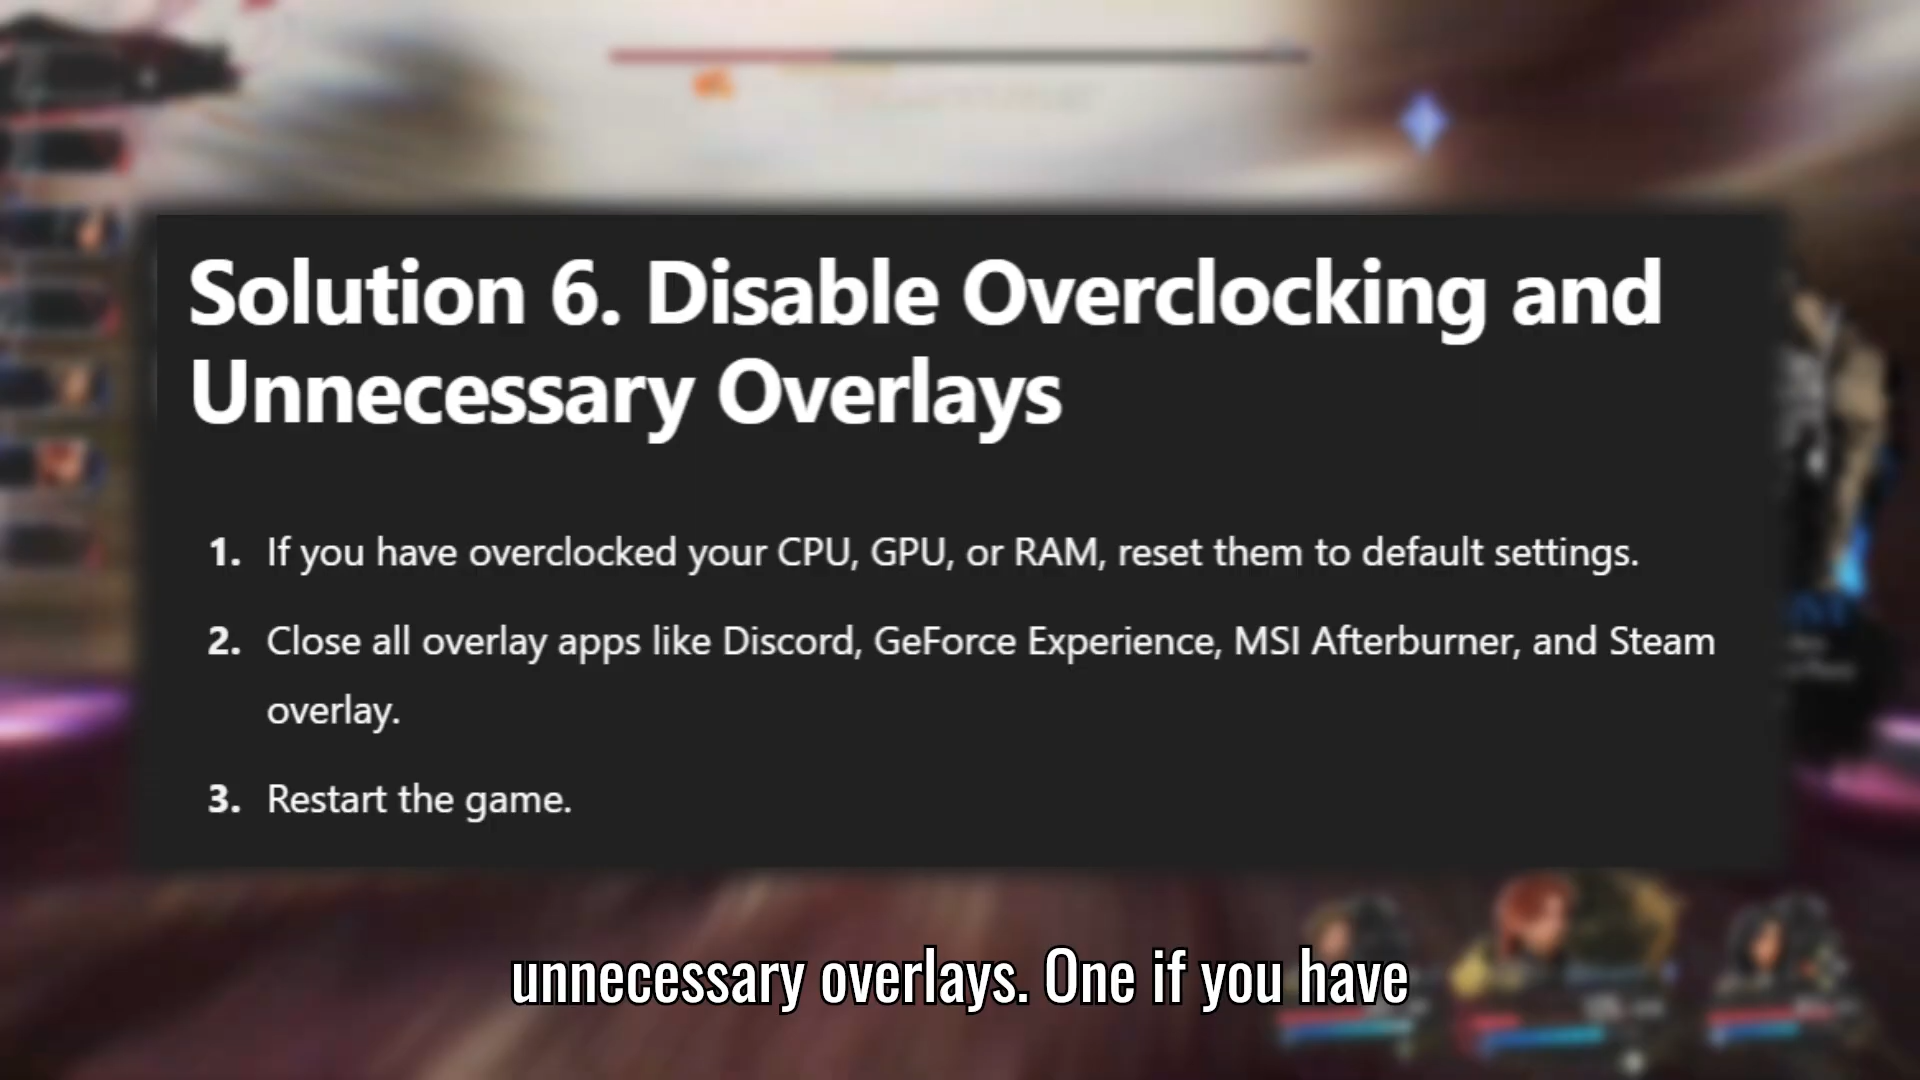 Solution 6. Disable Overclocking and
Unnecessary Overlays
1. If you have overclocked your CPU, GPU, or RAM, reset them to default settings.
2. Close all overlay apps like Discord, GeForce Experience, MSI Afterburner, and Steam
overlay.
3. Restart the game.
unnecessary overlays. One if you have